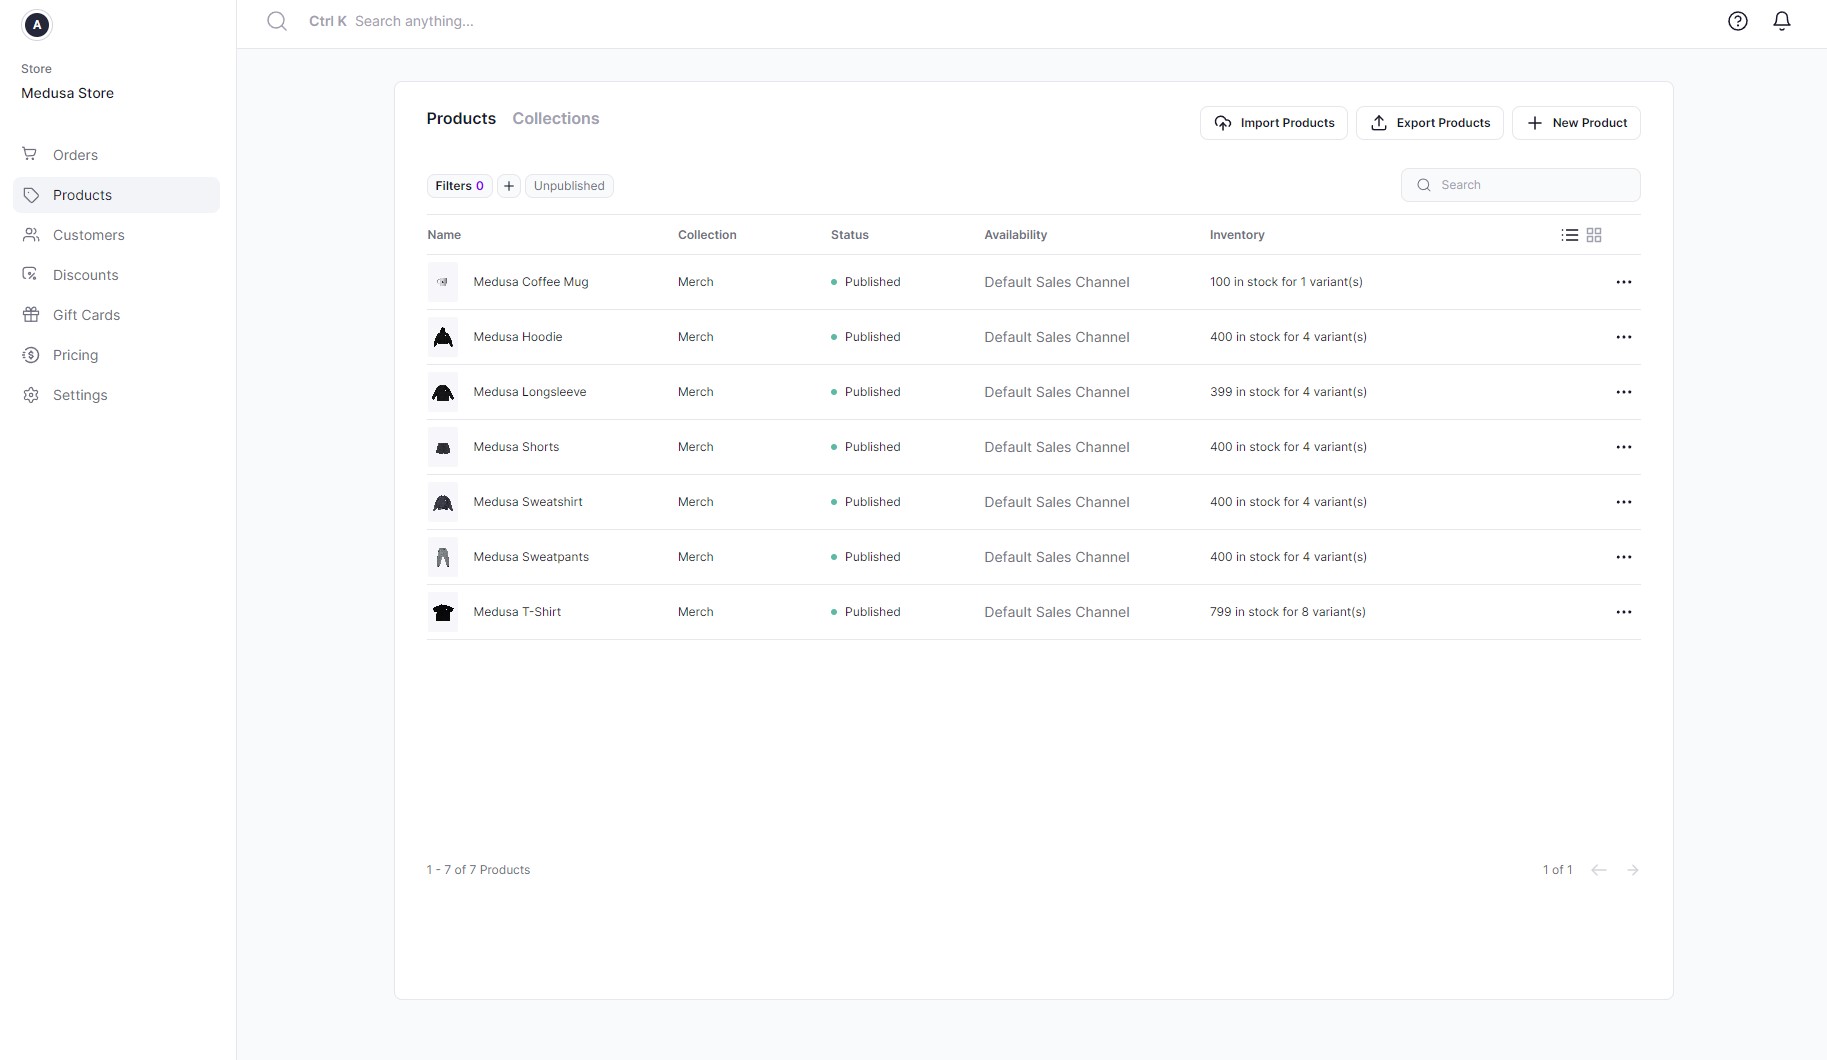 A
Ctrl K Search anything...
Store
Medusa Store
Orders
Products
Customers
Discounts
Gift Cards
Pricing
Settings
Products Collections
Import Products Export Products New Product
Filters 0 Unpublished
Search
Name Collection Status Availability Inventory
Medusa Coffee Mug Merch Published Default Sales Channel 100 in stock for 1 variant(s)
Medusa Hoodie Merch Published Default Sales Channel 400 in stock for 4 variant(s)
Medusa Longsleeve Merch Published Default Sales Channel 399 in stock for 4 variant(s)
Medusa Shorts Merch Published Default Sales Channel 400 in stock for 4 variant(s)
Medusa Sweatshirt Merch Published Default Sales Channel 400 in stock for 4 variant(s)
Medusa Sweatpants Merch Published Default Sales Channel 400 in stock for 4 variant(s)
Medusa T-Shirt Merch Published Default Sales Channel 799 in stock for 8 variant(s)
1 - 7 of 7 Products 1 of 1